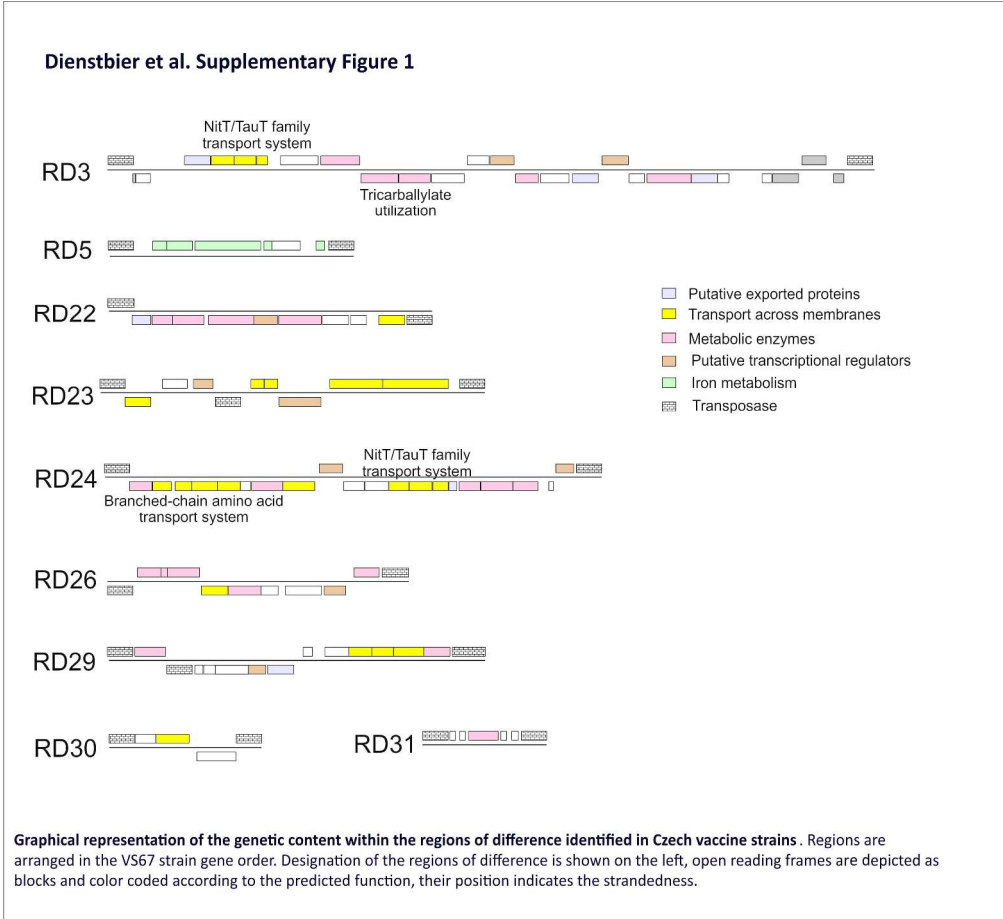 Dienstbier et al. Supplementary Figure 1
NitT/TauT family
transport system
RD3
Tricarballylate
utilization
RD5
RD22
Putative exported proteins
Transport across membranes
Metabolic enzymes
Putative transcriptional regulators
Iron metabolism
Transposase
RD23
NitT/TauT family
transport system
RD24
Branched-chain amino acid
transport system
RD26
RD29
RD30
RD31
Graphical representation of the genetic content within the regions of difference identified in Czech vaccine strains. Regions are
arranged in the VS67 strain gene order. Designation of the regions of difference is shown on the left, open reading frames are depicted as
blocks and color coded according to the predicted function, their position indicates the strandedness.